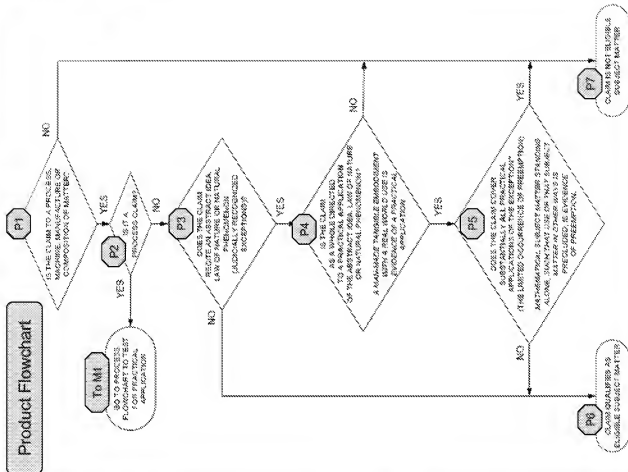 Product Flowchart
P1
IS THE CLAIM TO A PROCESS,
MACHINE, MANUFACTURE OR
COMPOSITION OF MATTER?
NO
YES
P2
IS IT A
PROCESS CLAIM?
YES
NO
To M1
GO TO PROCESS
FLOWCHART TO TEST
FOR PRACTICAL
APPLICATION
P3
DOES THE CLAIM
RECITE AN ABSTRACT IDEA,
LAW OF NATURE OR NATURAL
PHENOMENON
(JUDICIALLY RECOGNIZED
EXCEPTIONS)?
NO
YES
P4
IS THE CLAIM
AS A WHOLE DIRECTED
TO A PRACTICAL APPLICATION
OF THE ABSTRACT IDEA, LAW OF NATURE
OR NATURAL PHENOMENON?
A MAN-MADE TANGIBLE EMBODIMENT
WITH A REAL WORLD USE IS
EVIDENCE OF A PRACTICAL
APPLICATION
NO
YES
P5
DOES THE CLAIM COVER
SUBSTANTIALLY ALL PRACTICAL
APPLICATIONS OF THE EXCEPTION?
(THE LIMITED OCCURRENCE OF PREEMPTION)
MATHEMATICAL SUBJECT MATTER STANDING
ALONE, SUCH THAT USING THAT SUBJECT
MATTER IN OTHER WAYS IS
PRECLUDED, IS EVIDENCE
OF PREEMPTION.
NO
YES
P6
CLAIM QUALIFIES AS
ELIGIBLE SUBJECT MATTER
P7
CLAIM IS NOT ELIGIBLE
SUBJECT MATTER